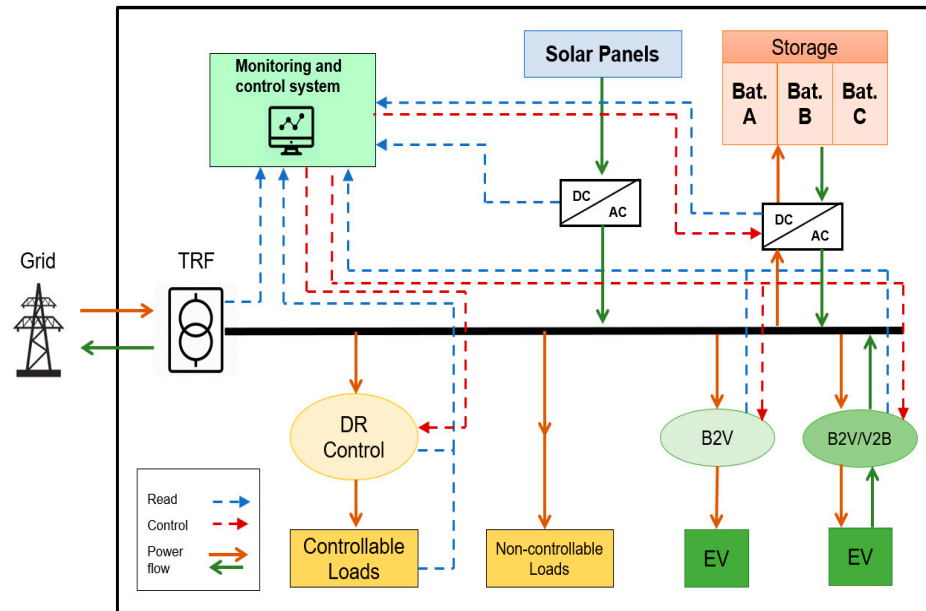 Monitoring and
control system
Solar Panels
Storage
Bat.
A
Bat.
B
Bat.
C
DC
AC
DC
AC
Grid
TRF
DR
Control
B2V
B2V/V2B
Read
Control
Power
flow
Controllable
Loads
Non-controllable
Loads
EV
EV